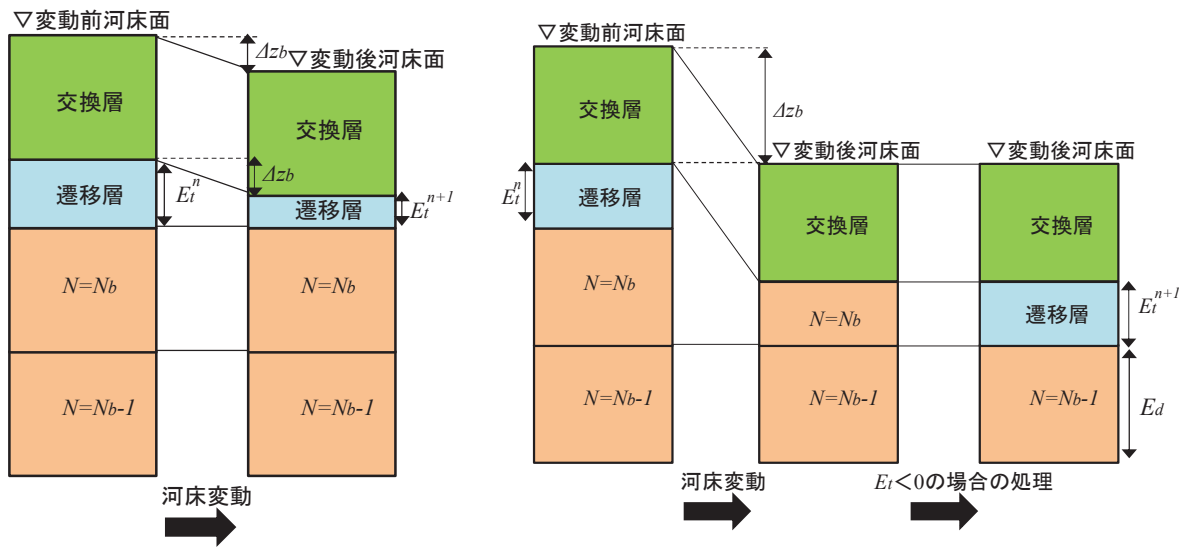 ▽変動前河床面
Δzb
▽変動後河床面
交換層
交換層
Δzb
Etⁿ
遷移層
遷移層
Etⁿ⁺¹
N=Nb
N=Nb
N=Nb-1
N=Nb-1
河床変動
▽変動前河床面
Δzb
交換層
▽変動後河床面
▽変動後河床面
Etⁿ
遷移層
交換層
交換層
N=Nb
N=Nb
遷移層
Etⁿ⁺¹
N=Nb-1
N=Nb-1
N=Nb-1
Ed
河床変動
Et<0の場合の処理